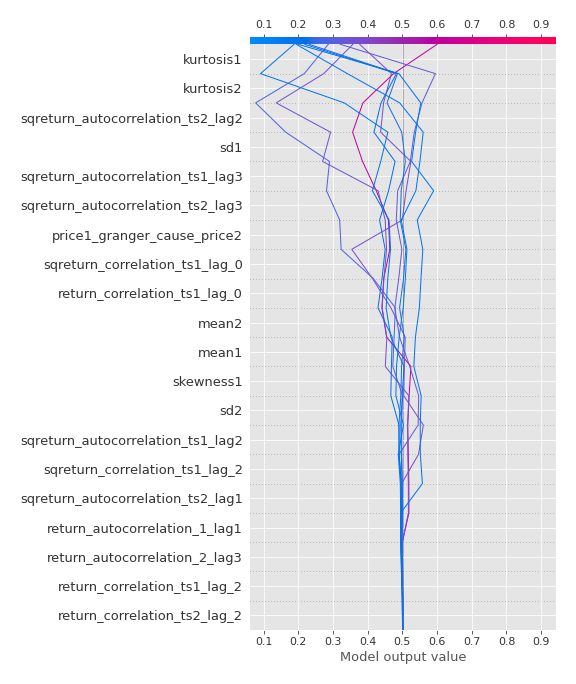 0.1 0.2 0.3 0.4 0.5 0.6 0.7 0.8 0.9
kurtosis1
kurtosis2
sqreturn_autocorrelation_ts2_lag2
sd1
sqreturn_autocorrelation_ts1_lag3
sqreturn_autocorrelation_ts2_lag3
price1_granger_cause_price2
sqreturn_correlation_ts1_lag_0
return_correlation_ts1_lag_0
mean2
mean1
skewness1
sd2
sqreturn_autocorrelation_ts1_lag2
sqreturn_correlation_ts1_lag_2
sqreturn_autocorrelation_ts2_lag1
return_autocorrelation_1_lag1
return_autocorrelation_2_lag3
return_correlation_ts1_lag_2
return_correlation_ts2_lag_2
0.1 0.2 0.3 0.4 0.5 0.6 0.7 0.8 0.9
Model output value